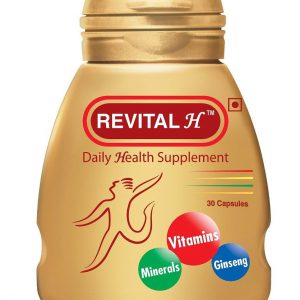 REVITAL H™
Daily Health Supplement
30 Capsules
Vitamins
Minerals
Ginseng